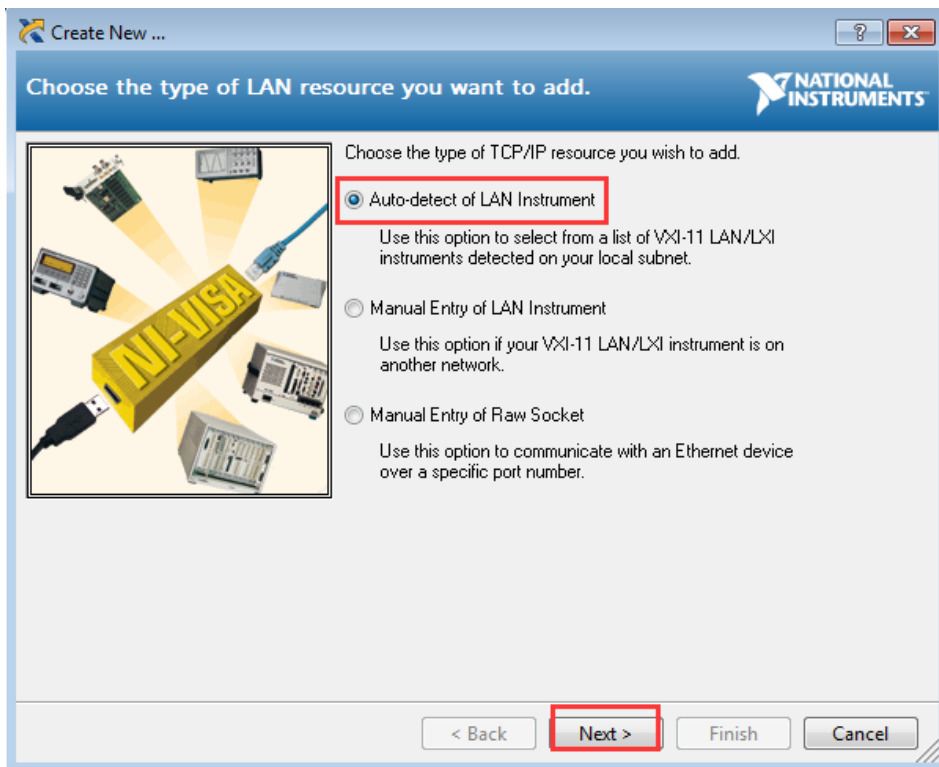 Create New ...
Choose the type of LAN resource you want to add.
NATIONAL
INSTRUMENTS
Choose the type of TCP/IP resource you wish to add.
Auto-detect of LAN Instrument
Use this option to select from a list of VXI-11 LAN/LXI
instruments detected on your local subnet.
Manual Entry of LAN Instrument
Use this option if your VXI-11 LAN/LXI instrument is on
another network.
Manual Entry of Raw Socket
Use this option to communicate with an Ethernet device
over a specific port number.
NI-VISA
< Back Next > Finish Cancel